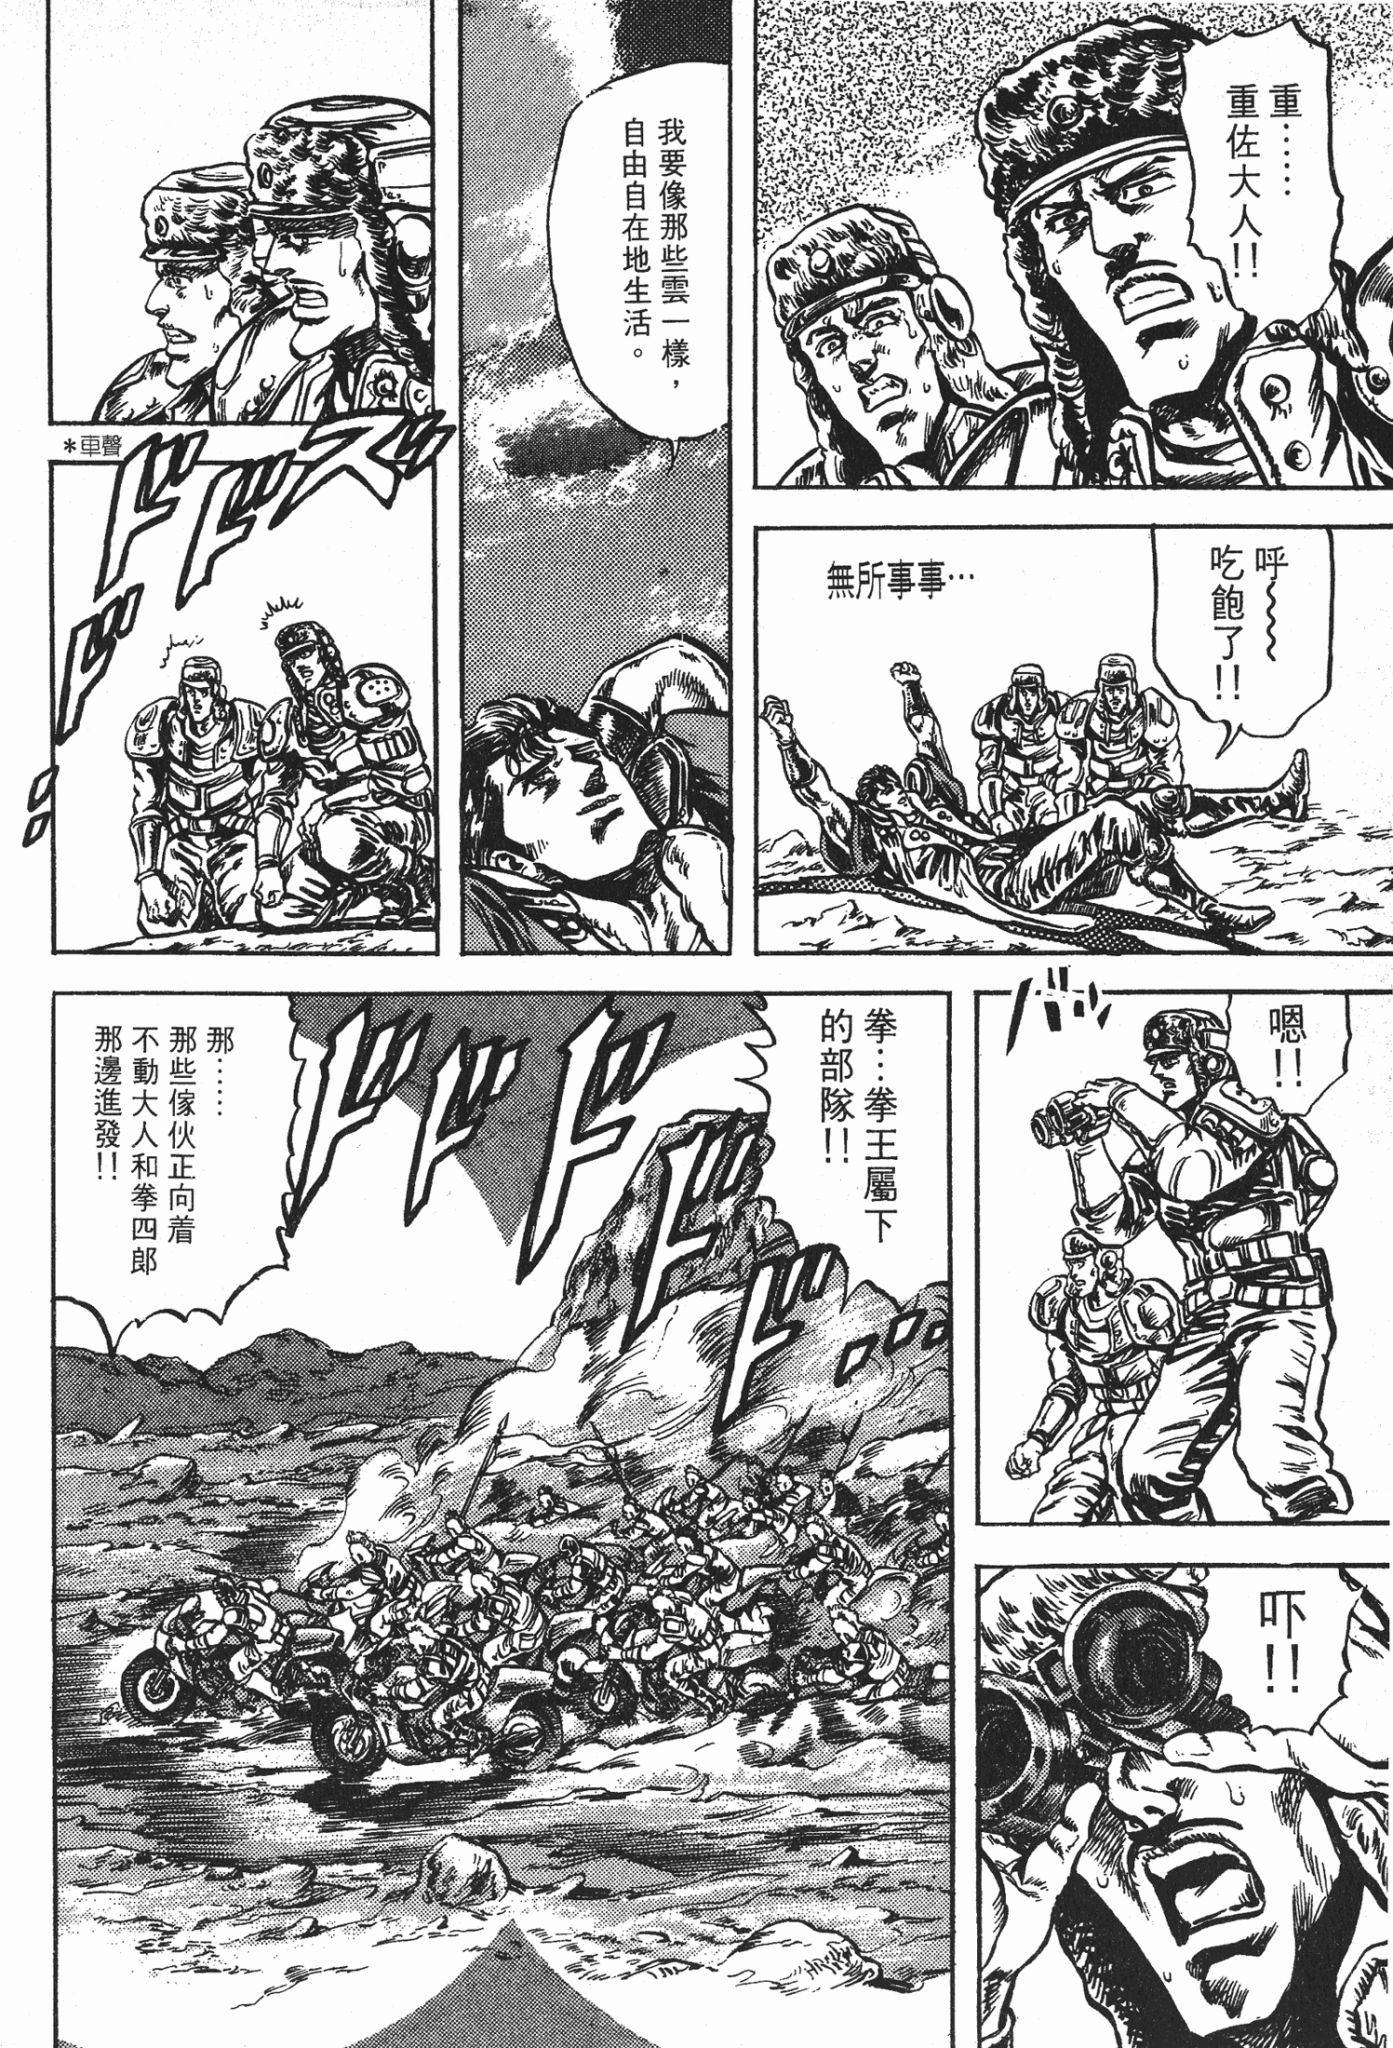 重……
重佐大人!!
呼~~~
吃飽了!!
無所事事…
我要像那些雲一樣，
自由自在地生活。
＊車聲
ドドスッ
ドド…
嗯!!
ドド…
吓!!
拳…拳王屬下
的部隊!!
ドドドドド…
那……
那些傢伙正向着
不動大人和拳四郎
那邊進發!!